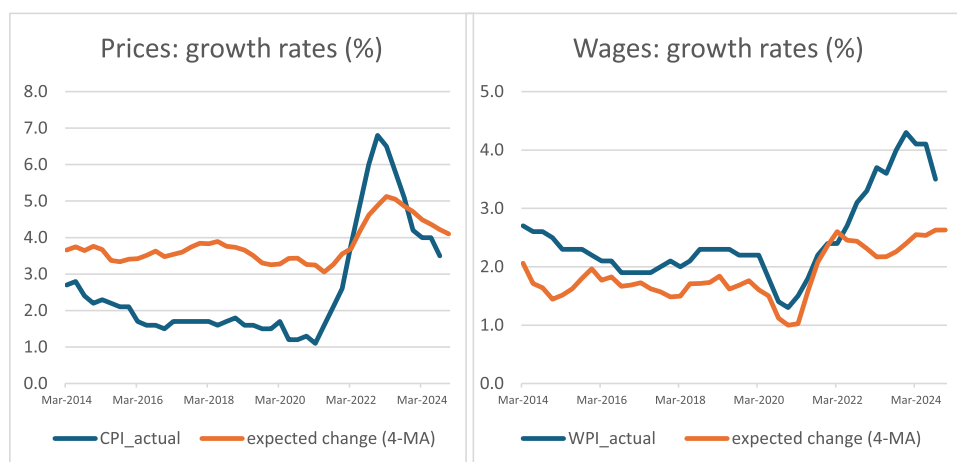 Prices: growth rates (%)
8.0
7.0
6.0
5.0
4.0
3.0
2.0
1.0
0.0
Mar-2014 Mar-2016 Mar-2018 Mar-2020 Mar-2022 Mar-2024
CPI_actual expected change (4-MA)
Wages: growth rates (%)
5.0
4.0
3.0
2.0
1.0
0.0
Mar-2014 Mar-2016 Mar-2018 Mar-2020 Mar-2022 Mar-2024
WPI_actual expected change (4-MA)